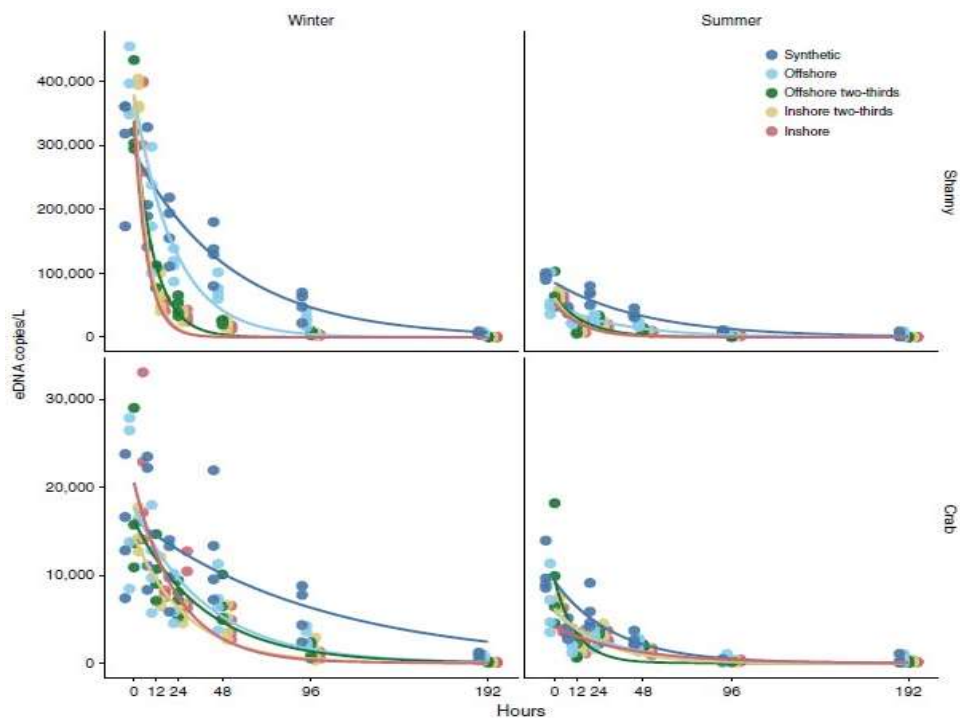 Winter
Summer
Synthetic
Offshore
Offshore two-thirds
Inshore two-thirds
Inshore
400,000
300,000
200,000
100,000
0
Shanny
eDNA copies/L
30,000
20,000
10,000
0
Crab
0 12 24 48 96 192
0 12 24 48 96 192
Hours